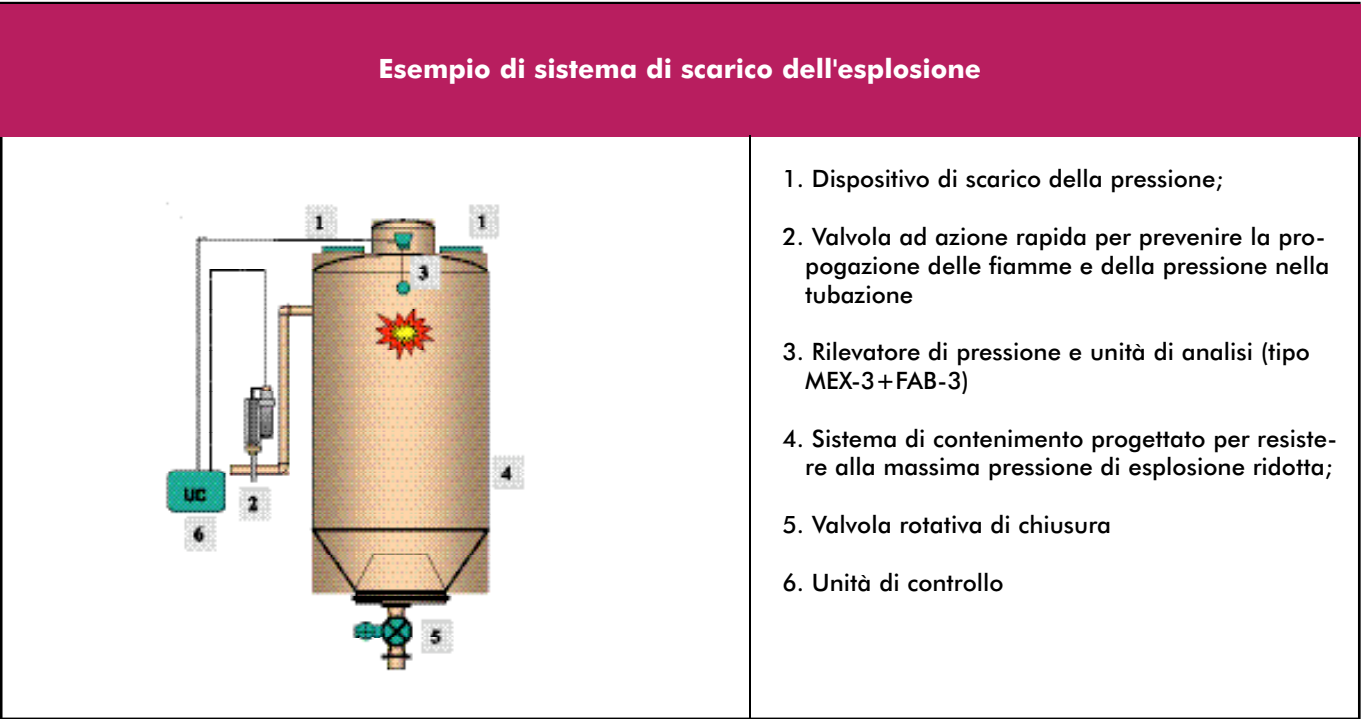 Esempio di sistema di scarico dell'esplosione
1
1
3
4
UC
2
6
5
1. Dispositivo di scarico della pressione;
2. Valvola ad azione rapida per prevenire la pro-
pogazione delle fiamme e della pressione nella
tubazione
3. Rilevatore di pressione e unità di analisi (tipo
MEX-3+FAB-3)
4. Sistema di contenimento progettato per resiste-
re alla massima pressione di esplosione ridotta;
5. Valvola rotativa di chiusura
6. Unità di controllo